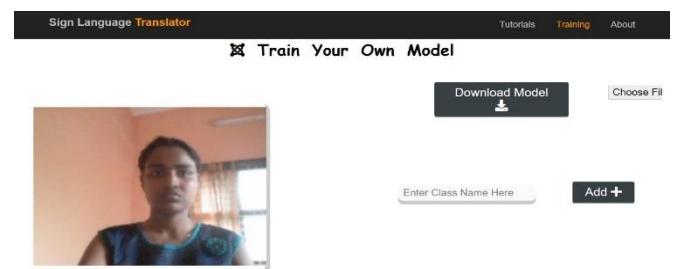 Sign Language Translator
Tutorials Training About
Train Your Own Model
Download Model
Choose Fil
Enter Class Name Here
Add +